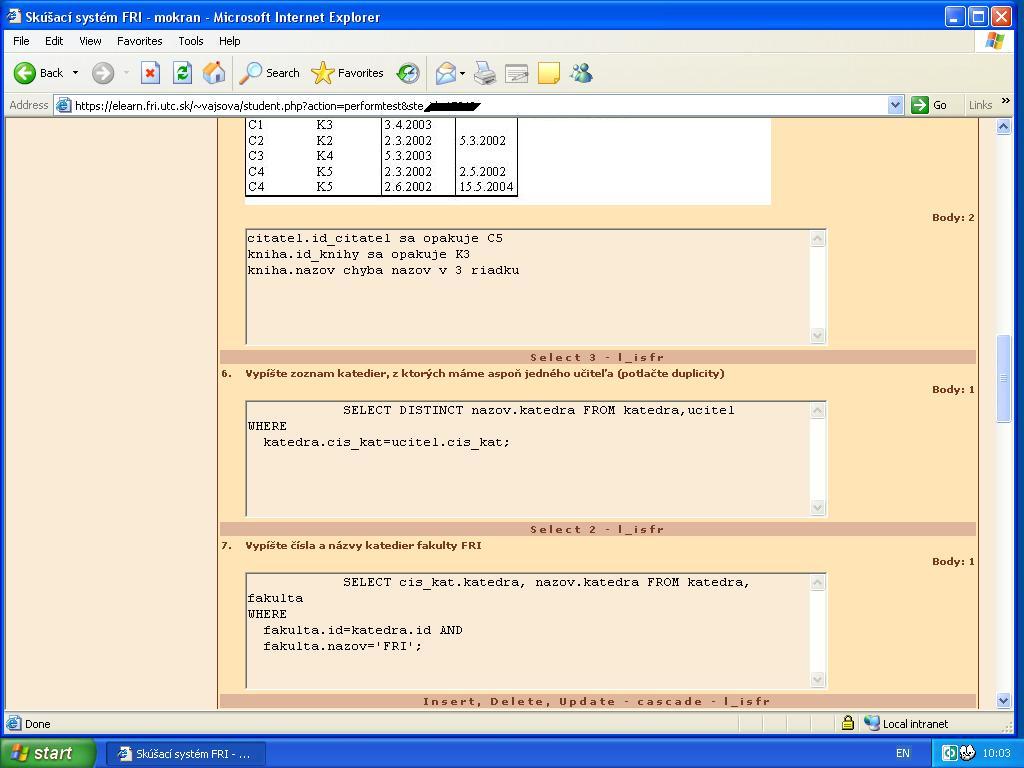 Skúšací systém FRI - mokran - Microsoft Internet Explorer
File Edit View Favorites Tools Help
Back Search Favorites
Address https://elearn.fri.utc.sk/~vajsova/student.php?action=performtest&ste Go Links »
C1 K3 3.4.2003
C2 K2 2.3.2002 5.3.2002
C3 K4 5.3.2003
C4 K5 2.3.2002 2.5.2002
C4 K5 2.6.2002 15.5.2004
Body: 2
citatel.id_citatel sa opakuje C5
kniha.id_knihy sa opakuje K3
kniha.nazov chyba nazov v 3 riadku
Select 3 - l_isfr
6. Vypíšte zoznam katedier, z ktorých máme aspoň jedného učiteľa (potlačte duplicity)
Body: 1
SELECT DISTINCT nazov.katedra FROM katedra,ucitel
WHERE
katedra.cis_kat=ucitel.cis_kat;
Select 2 - l_isfr
7. Vypíšte čísla a názvy katedier fakulty FRI
Body: 1
SELECT cis_kat.katedra, nazov.katedra FROM katedra,
fakulta
WHERE
fakulta.id=katedra.id AND
fakulta.nazov='FRI';
Insert, Delete, Update - cascade - l_isfr
Done Local intranet
start Skúšací systém FRI - ... EN 10:03